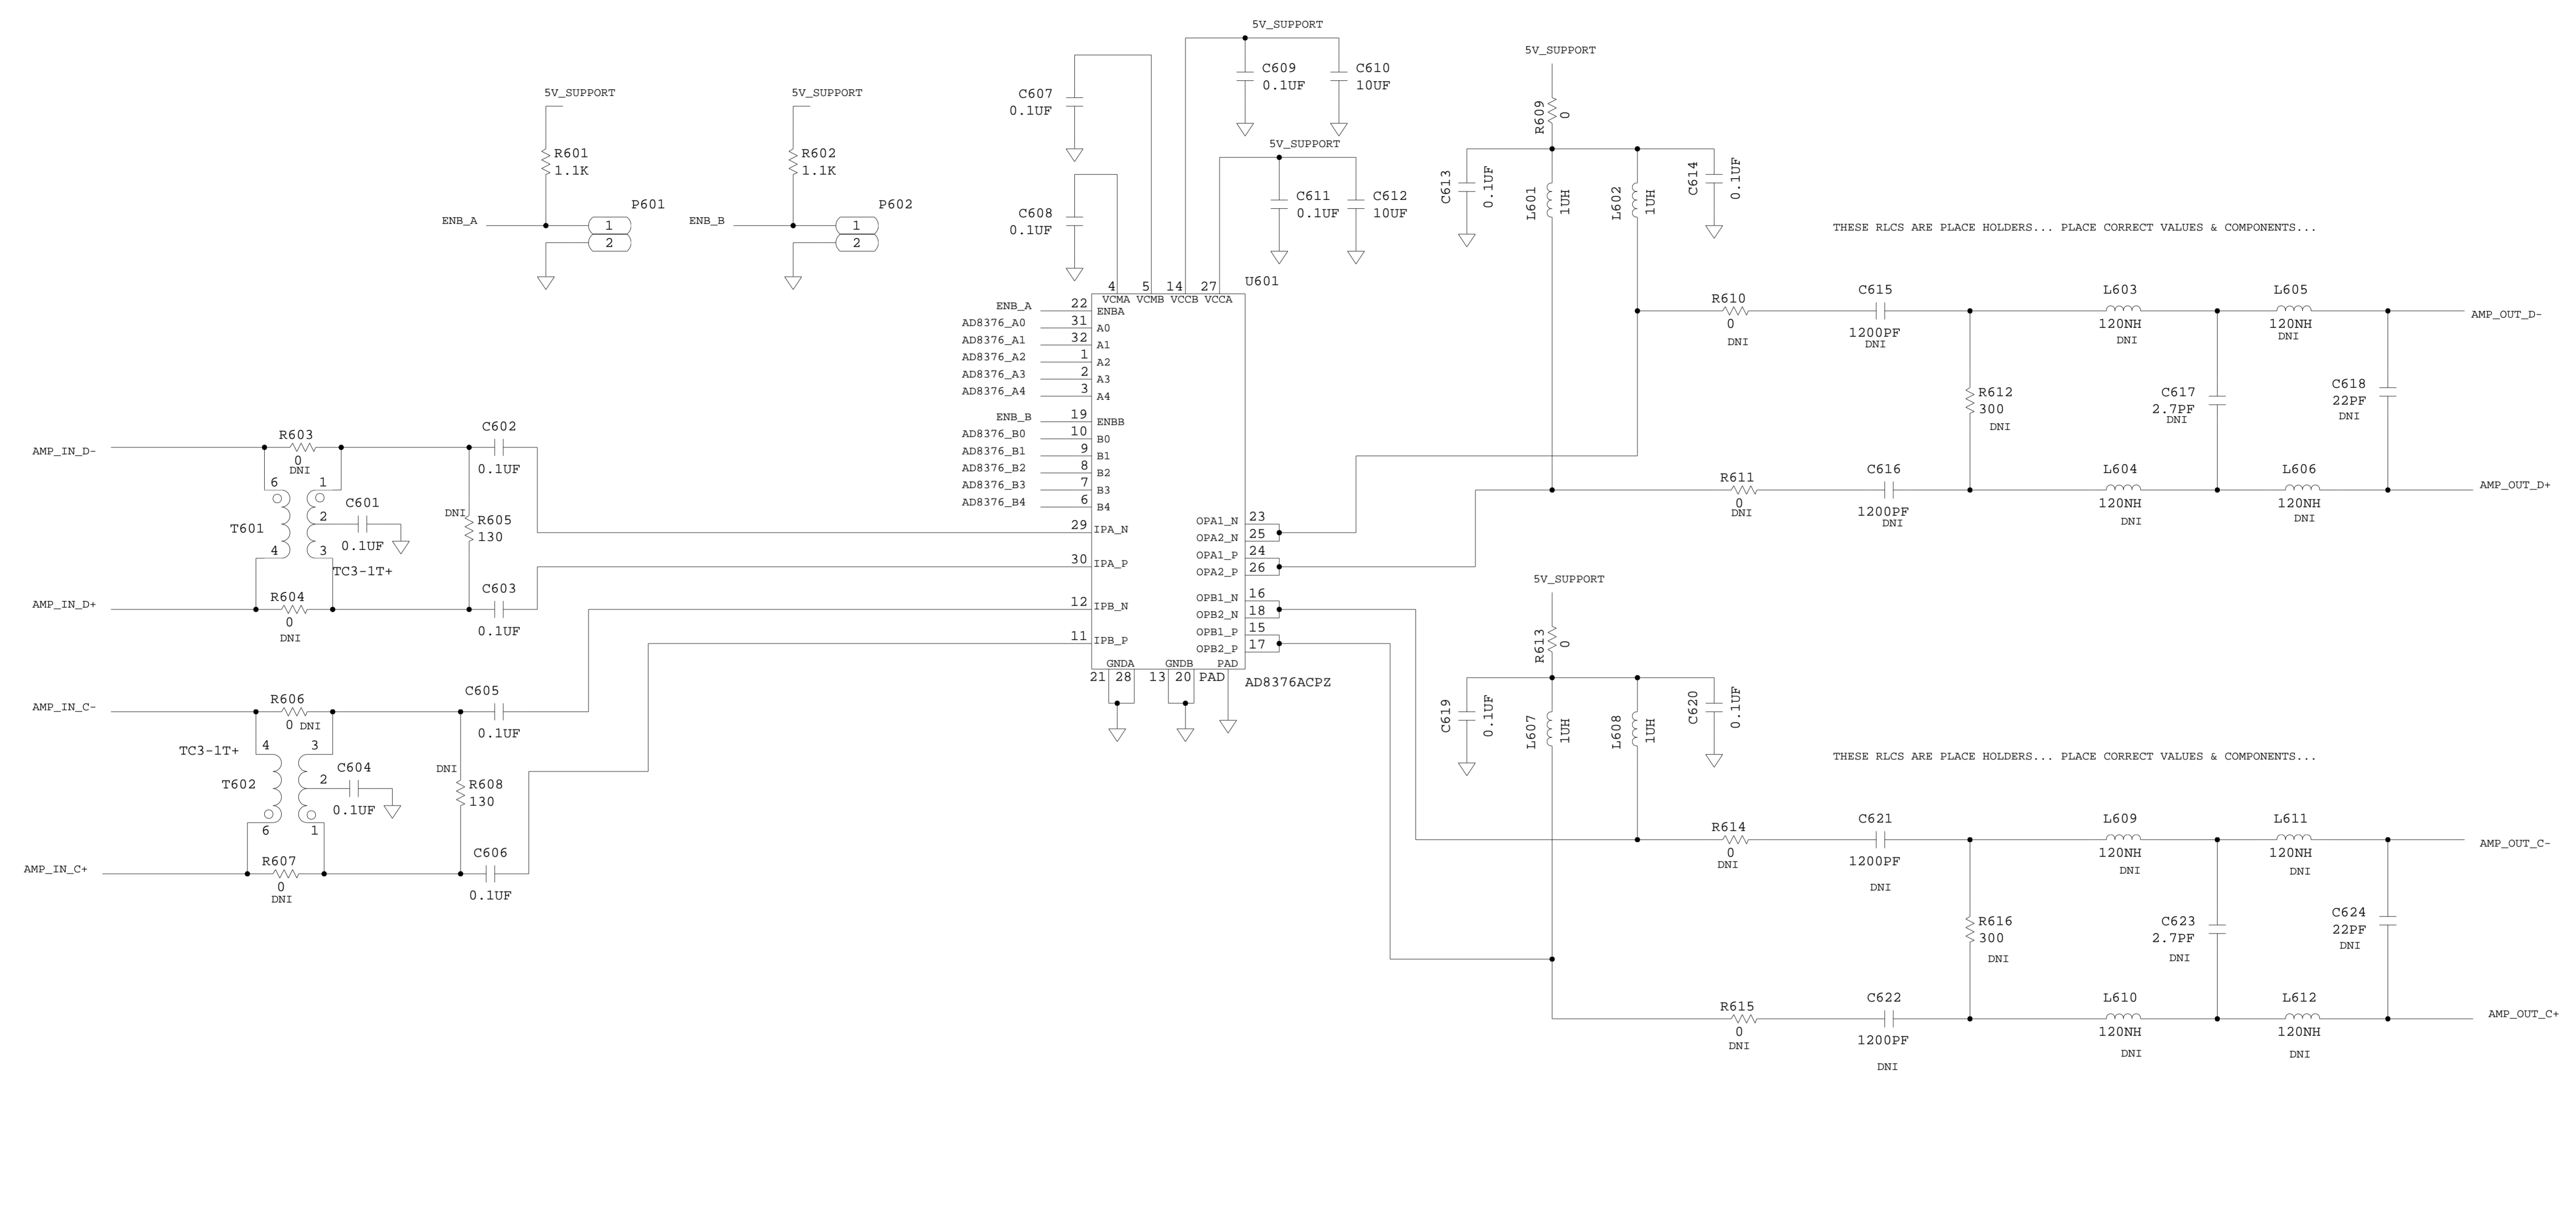 5V_SUPPORT
C609
0.1UF
C610
10UF
5V_SUPPORT
C607
0.1UF
5V_SUPPORT
R601
1.1K
ENB_A
P601
1
2
5V_SUPPORT
R602
1.1K
ENB_B
P602
1
2
5V_SUPPORT
C611
0.1UF
C612
10UF
C608
0.1UF
R609
0
C613
0.1UF
L601
1UH
L602
1UH
C614
0.1UF
THESE RLCS ARE PLACE HOLDERS... PLACE CORRECT VALUES & COMPONENTS...
U601
4
5
14
27
VCMA
VCMB
VCCB
VCCA
ENB_A
22
ENBA
AD8376_A0
31
A0
AD8376_A1
32
A1
AD8376_A2
1
A2
AD8376_A3
2
A3
AD8376_A4
3
A4
ENB_B
19
ENBB
AD8376_B0
10
B0
AD8376_B1
9
B1
AD8376_B2
8
B2
AD8376_B3
7
B3
AD8376_B4
6
B4
29
IPA_N
30
IPA_P
12
IPB_N
11
IPB_P
OPA1_N
23
OPA2_N
25
OPA1_P
24
OPA2_P
26
OPB1_N
16
OPB2_N
18
OPB1_P
15
OPB2_P
17
GNDA
GNDB
PAD
21
28
13
20
PAD
AD8376ACPZ
R610
0
DNI
C615
1200PF
DNI
L603
120NH
DNI
L605
120NH
DNI
AMP_OUT_D-
R612
300
DNI
C617
2.7PF
DNI
C618
22PF
DNI
R611
0
DNI
C616
1200PF
DNI
L604
120NH
DNI
L606
120NH
DNI
AMP_OUT_D+
AMP_IN_D-
R603
0
DNI
C602
0.1UF
6
1
T601
2
C601
0.1UF
4
3
TC3-1T+
DNI
R605
130
AMP_IN_D+
R604
0
DNI
C603
0.1UF
AMP_IN_C-
R606
0
DNI
C605
0.1UF
TC3-1T+
4
3
T602
2
C604
0.1UF
6
1
DNI
R608
130
AMP_IN_C+
R607
0
DNI
C606
0.1UF
5V_SUPPORT
R613
0
C619
0.1UF
L607
1UH
L608
1UH
C620
0.1UF
THESE RLCS ARE PLACE HOLDERS... PLACE CORRECT VALUES & COMPONENTS...
R614
0
DNI
C621
1200PF
DNI
L609
120NH
DNI
L611
120NH
DNI
AMP_OUT_C-
R616
300
DNI
C623
2.7PF
DNI
C624
22PF
DNI
R615
0
DNI
C622
1200PF
DNI
L610
120NH
DNI
L612
120NH
DNI
AMP_OUT_C+